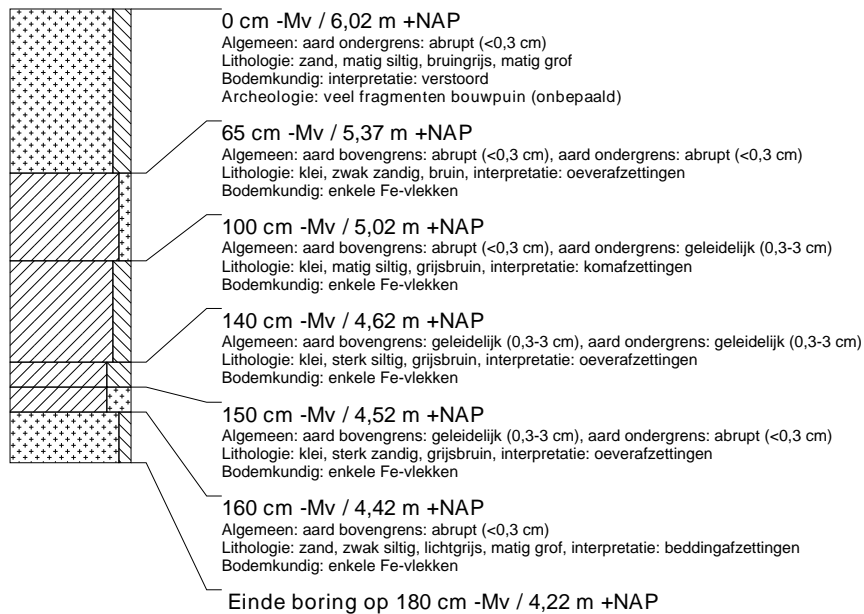 0 cm -Mv / 6,02 m +NAP
Algemeen: aard ondergrens: abrupt (<0,3 cm)
Lithologie: zand, matig siltig, bruingrijs, matig grof
Bodemkundig: interpretatie: verstoord
Archeologie: veel fragmenten bouwpuin (onbepaald)
65 cm -Mv / 5,37 m +NAP
Algemeen: aard bovengrens: abrupt (<0,3 cm), aard ondergrens: abrupt (<0,3 cm)
Lithologie: klei, zwak zandig, bruin, interpretatie: oeverafzettingen
Bodemkundig: enkele Fe-vlekken
100 cm -Mv / 5,02 m +NAP
Algemeen: aard bovengrens: abrupt (<0,3 cm), aard ondergrens: geleidelijk (0,3-3 cm)
Lithologie: klei, matig siltig, grijsbruin, interpretatie: komafzettingen
Bodemkundig: enkele Fe-vlekken
140 cm -Mv / 4,62 m +NAP
Algemeen: aard bovengrens: geleidelijk (0,3-3 cm), aard ondergrens: geleidelijk (0,3-3 cm)
Lithologie: klei, sterk siltig, grijsbruin, interpretatie: oeverafzettingen
Bodemkundig: enkele Fe-vlekken
150 cm -Mv / 4,52 m +NAP
Algemeen: aard bovengrens: geleidelijk (0,3-3 cm), aard ondergrens: abrupt (<0,3 cm)
Lithologie: klei, sterk zandig, grijsbruin, interpretatie: oeverafzettingen
Bodemkundig: enkele Fe-vlekken
160 cm -Mv / 4,42 m +NAP
Algemeen: aard bovengrens: abrupt (<0,3 cm)
Lithologie: zand, zwak siltig, lichtgrijs, matig grof, interpretatie: beddingafzettingen
Bodemkundig: enkele Fe-vlekken
Einde boring op 180 cm -Mv / 4,22 m +NAP